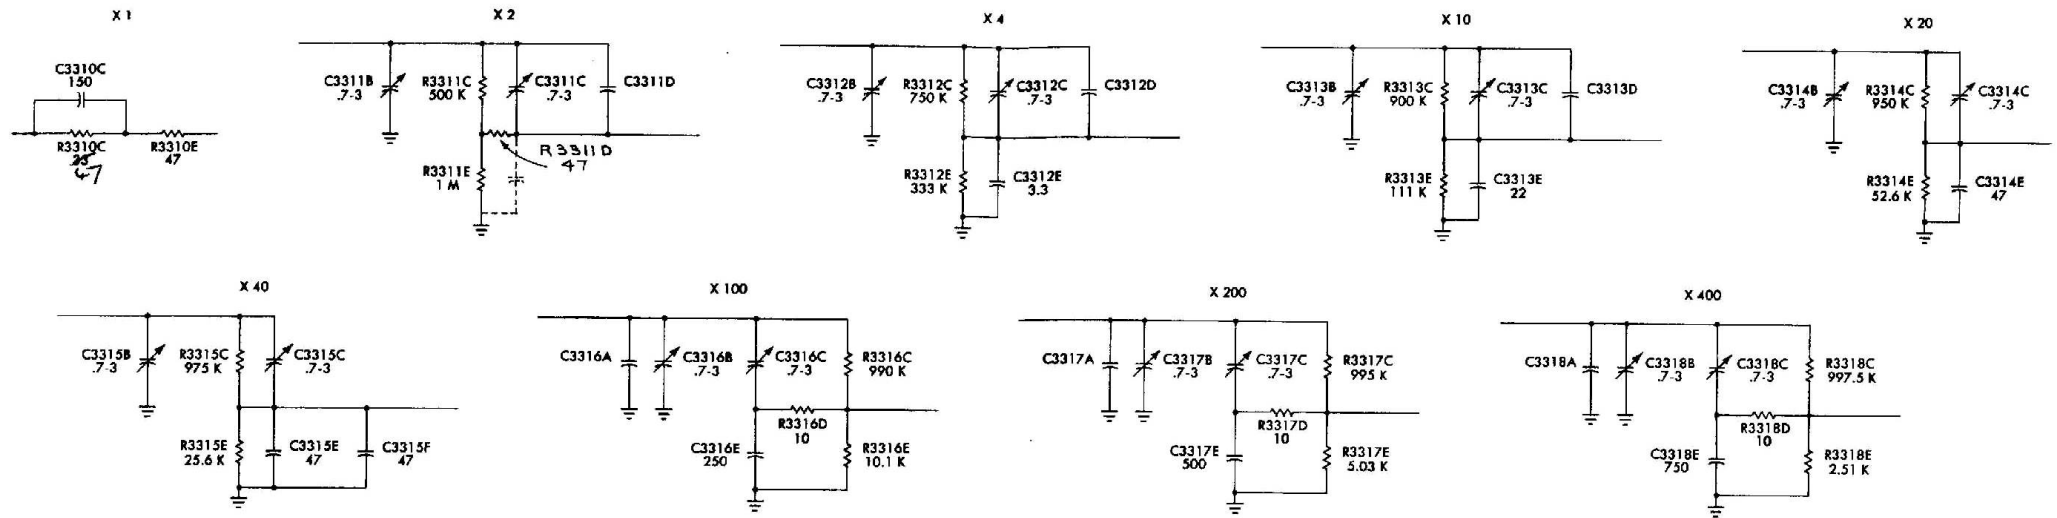 X 1
C3310C
150
R3310C
47
R3310E
47
X 2
C3311B
.7-3
R3311C
500 K
C3311C
.7-3
C3311D
R3311D
47
R3311E
1 M
X 4
C3312B
.7-3
R3312C
750 K
C3312C
.7-3
C3312D
R3312E
333 K
C3312E
3.3
X 10
C3313B
.7-3
R3313C
900 K
C3313C
.7-3
C3313D
R3313E
111 K
C3313E
22
X 20
C3314B
.7-3
R3314C
950 K
C3314C
.7-3
R3314E
52.6 K
C3314E
47
X 40
C3315B
.7-3
R3315C
975 K
C3315C
.7-3
R3315E
25.6 K
C3315E
47
C3315F
47
X 100
C3316A
C3316B
.7-3
C3316C
.7-3
R3316C
990 K
R3316D
10
C3316E
250
R3316E
10.1 K
X 200
C3317A
C3317B
.7-3
C3317C
.7-3
R3317C
995 K
R3317D
10
C3317E
500
R3317E
5.03 K
X 400
C3318A
C3318B
.7-3
C3318C
.7-3
R3318C
997.5 K
R3318D
10
C3318E
750
R3318E
2.51 K